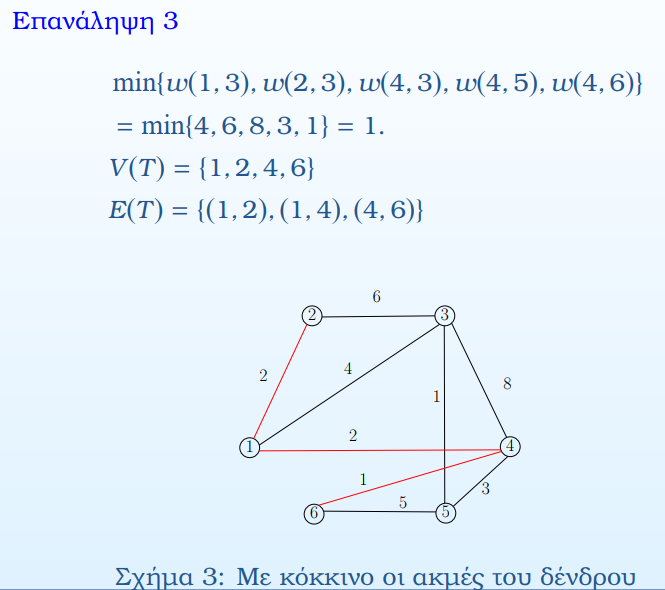 Επανάληψη 3
min{w(1, 3), w(2, 3), w(4, 3), w(4, 5), w(4, 6)}
= min{4, 6, 8, 3, 1} = 1.
V(T) = {1, 2, 4, 6}
E(T) = {(1, 2), (1, 4), (4, 6)}
6
2 3
2 4 1 8
1 2 4
1 5 3
6 5
Σχήμα 3: Με κόκκινο οι ακμές του δένδρου